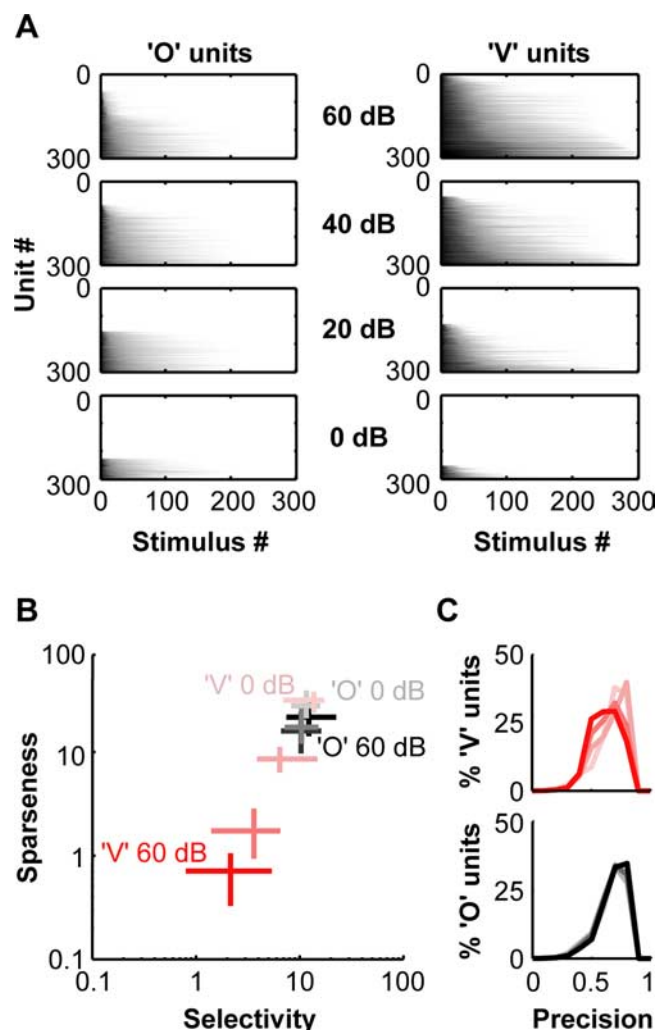 A
'O' units
'V' units
0
300
60 dB
0
300
0
300
40 dB
0
300
Unit #
0
300
20 dB
0
300
0
300
0 dB
0
300
0 100 200 300
0 100 200 300
Stimulus #
Stimulus #
B
100
10
1
0.1
Sparseness
'V' 0 dB
'O' 0 dB
'O' 60 dB
'V' 60 dB
0.1 1 10 100
Selectivity
C
50
25
0
% 'V' units
50
25
0
% 'O' units
0 0.5 1
Precision